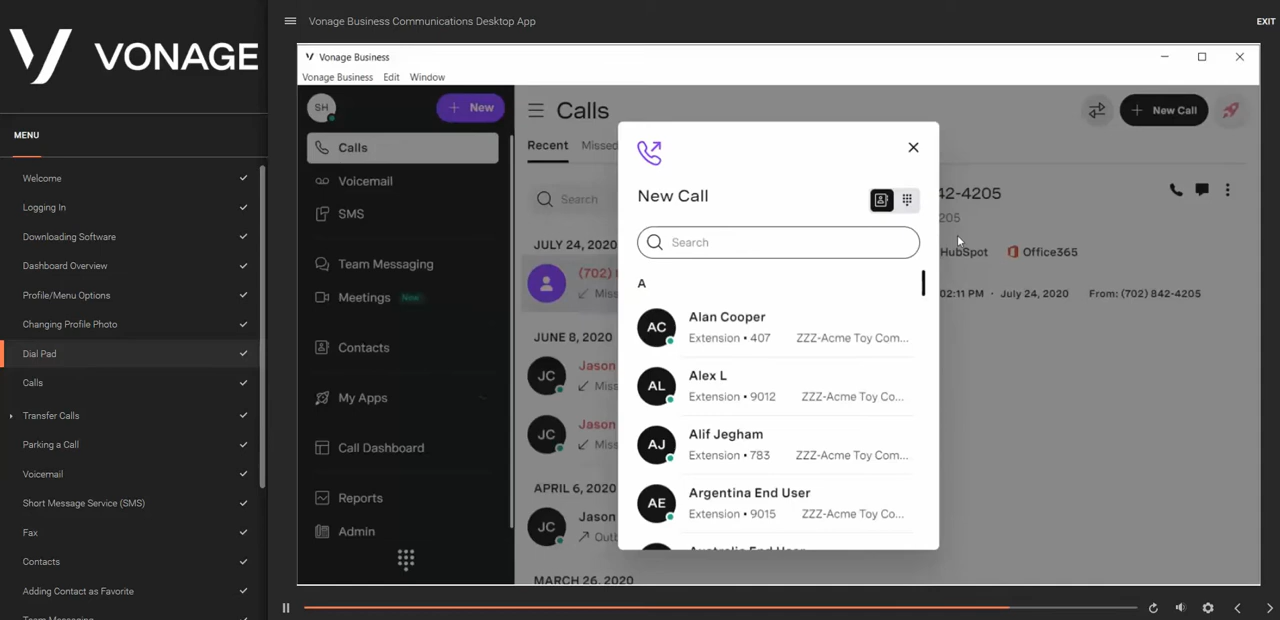 VONAGE
MENU
Welcome
Logging In
Downloading Software
Dashboard Overview
Profile/Menu Options
Changing Profile Photo
Dial Pad
Calls
Transfer Calls
Parking a Call
Voicemail
Short Message Service (SMS)
Fax
Contacts
Adding Contact as Favorite
Team Messaging
Vonage Business Communications Desktop App
EXIT
Vonage Business
Vonage Business Edit Window
SH
+ New
Calls
Voicemail
SMS
Team Messaging
Meetings New
Contacts
My Apps
Call Dashboard
Reports
Admin
Calls
+ New Call
Recent Missed
Search
JULY 24, 2020
(702)
Miss
JUNE 8, 2020
JC Jason
Miss
JC Jason
Miss
APRIL 6, 2020
JC Jason
Outb
MARCH 26, 2020
42-4205
205
HubSpot Office365
02:11 PM · July 24, 2020 From: (702) 842-4205
New Call
Search
A
AC Alan Cooper
Extension • 407 ZZZ-Acme Toy Com...
AL Alex L
Extension • 9012 ZZZ-Acme Toy Co...
AJ Alif Jegham
Extension • 783 ZZZ-Acme Toy Com...
AE Argentina End User
Extension • 9015 ZZZ-Acme Toy Co...